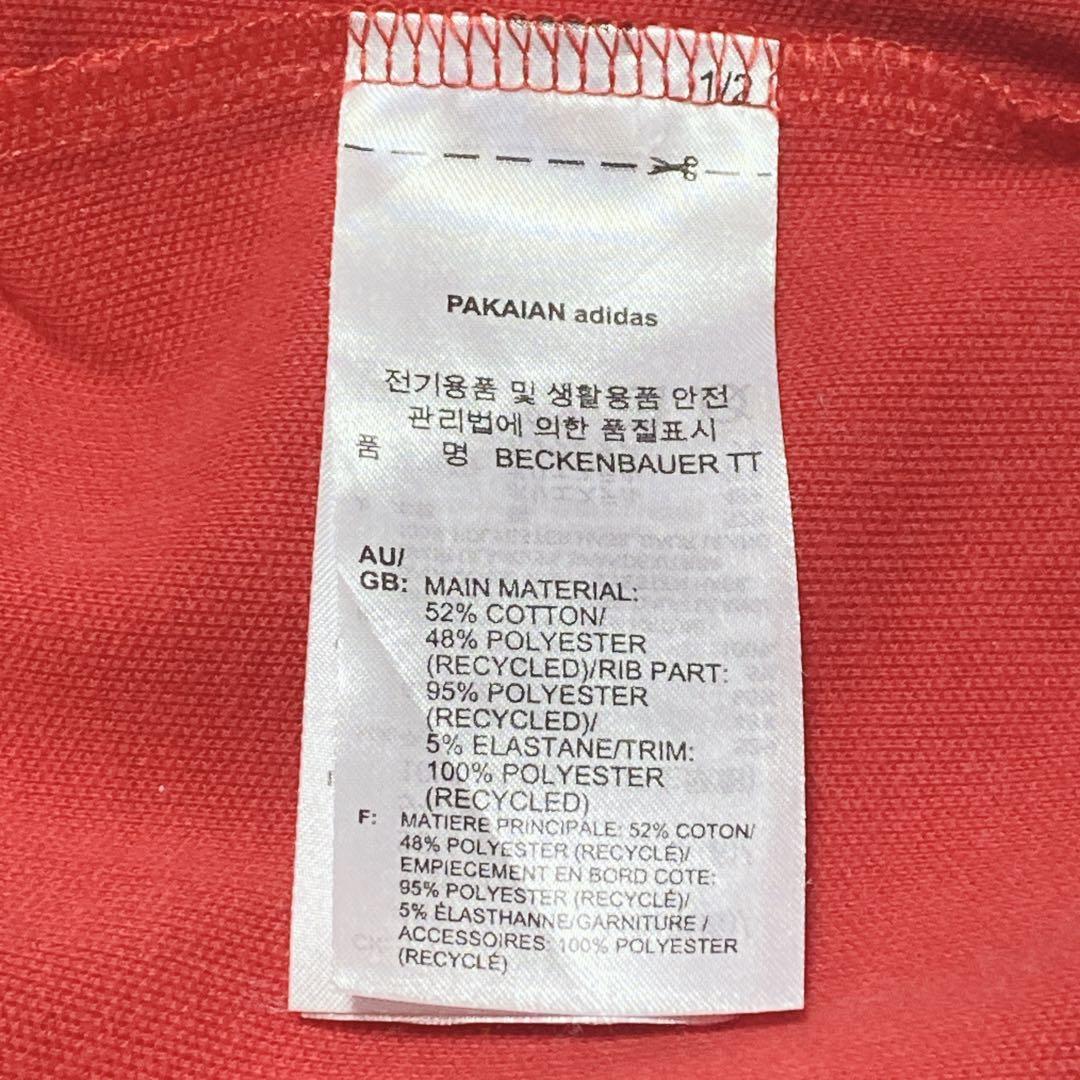 1/2
PAKAIAN adidas
전기용품 및 생활용품 안전
관리법에 의한 품질표시
품 명 BECKENBAUER TT
AU/
GB: MAIN MATERIAL:
52% COTTON/
48% POLYESTER
(RECYCLED)/RIB PART:
95% POLYESTER
(RECYCLED)/
5% ELASTANE/TRIM:
100% POLYESTER
(RECYCLED)
F: MATIERE PRINCIPALE: 52% COTON/
48% POLYESTER (RECYCLÉ)/
EMPIECEMENT EN BORD COTE:
95% POLYESTER (RECYCLÉ)/
5% ÉLASTHANNE/GARNITURE /
ACCESSOIRES: 100% POLYESTER
(RECYCLÉ)